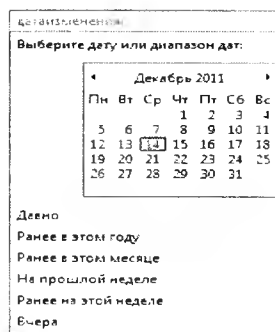 датаизменения:
Выберите дату или диапазон дат:
Декабрь 2011
Пн Вт Ср Чт Пт Сб Вс
1 2 3 4
5 6 7 8 9 10 11
12 13 14 15 16 17 18
19 20 21 22 23 24 25
26 27 28 29 30 31
Давно
Ранее в этом году
Ранее в этом месяце
На прошлой неделе
Ранее на этой неделе
Вчера